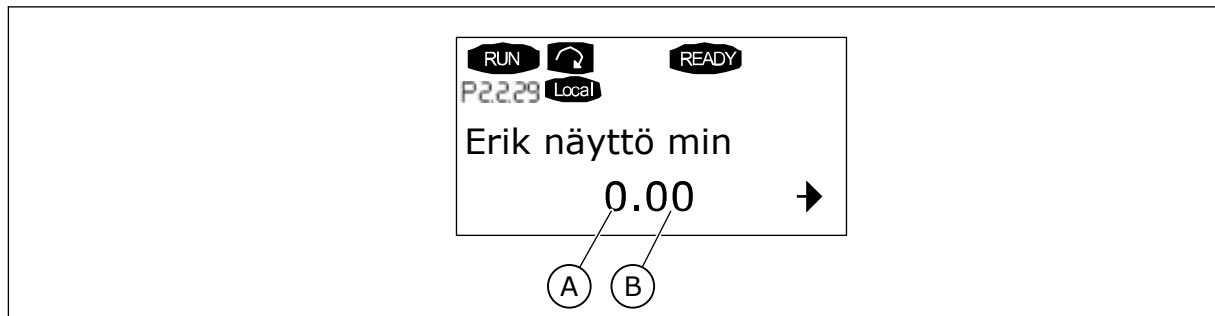 RUN READY
P2.2.29 Local
Erik näyttö min
0.00
A B